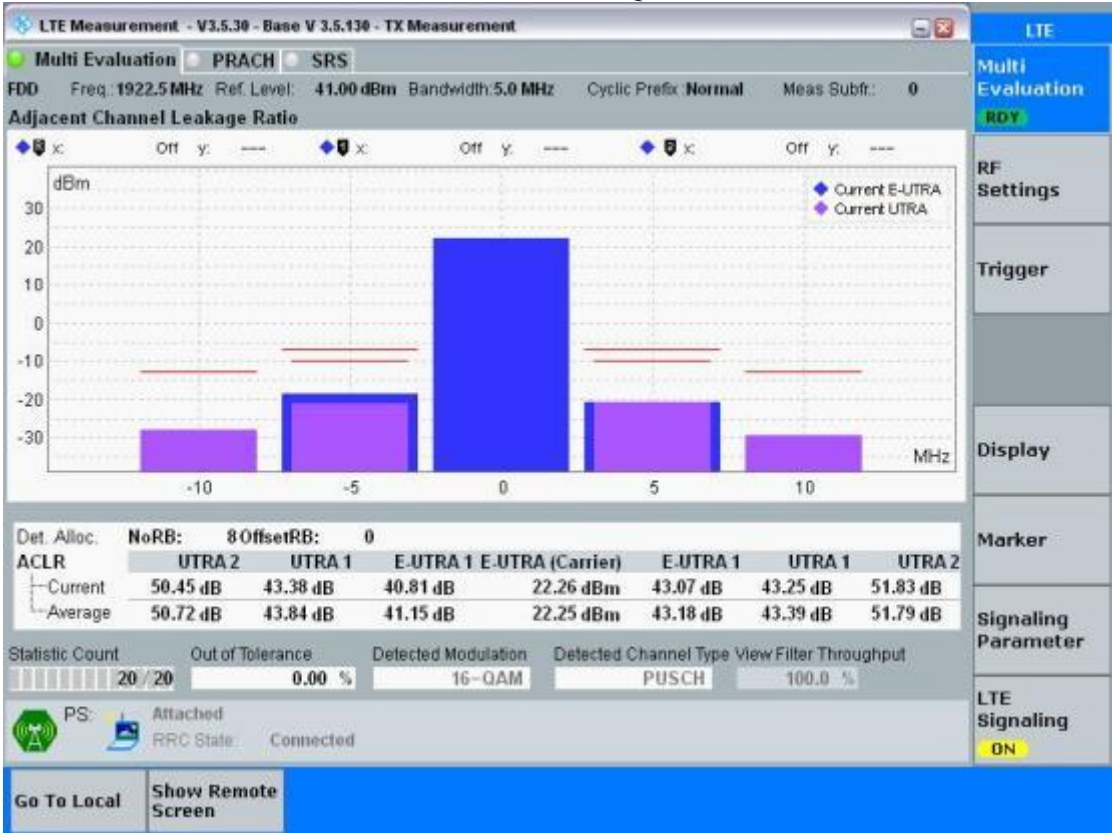 LTE Measurement - V3.5.30 - Base V 3.5.130 - TX Measurement
LTE
Multi Evaluation PRACH SRS
Multi Evaluation
RDY
FDD Freq.: 1922.5 MHz Ref. Level: 41.00 dBm Bandwidth: 5.0 MHz Cyclic Prefix: Normal Meas Subfr.: 0
Adjacent Channel Leakage Ratio
x: Off y: --- x: Off y: --- x: Off y: ---
dBm
Current E-UTRA
Current UTRA
30
20
10
0
-10
-20
-30
MHz
-10 -5 0 5 10
RF Settings
Trigger
Display
Marker
Signaling Parameter
LTE Signaling
ON
Det. Alloc. NoRB: 8 OffsetRB: 0
ACLR UTRA 2 UTRA 1 E-UTRA 1 E-UTRA (Carrier) E-UTRA 1 UTRA 1 UTRA 2
Current 50.45 dB 43.38 dB 40.81 dB 22.26 dBm 43.07 dB 43.25 dB 51.83 dB
Average 50.72 dB 43.84 dB 41.15 dB 22.25 dBm 43.18 dB 43.39 dB 51.79 dB
Statistic Count Out of Tolerance Detected Modulation Detected Channel Type View Filter Throughput
20 / 20 0.00 % 16-QAM PUSCH 100.0 %
PS: Attached
RRC State: Connected
Go To Local
Show Remote Screen